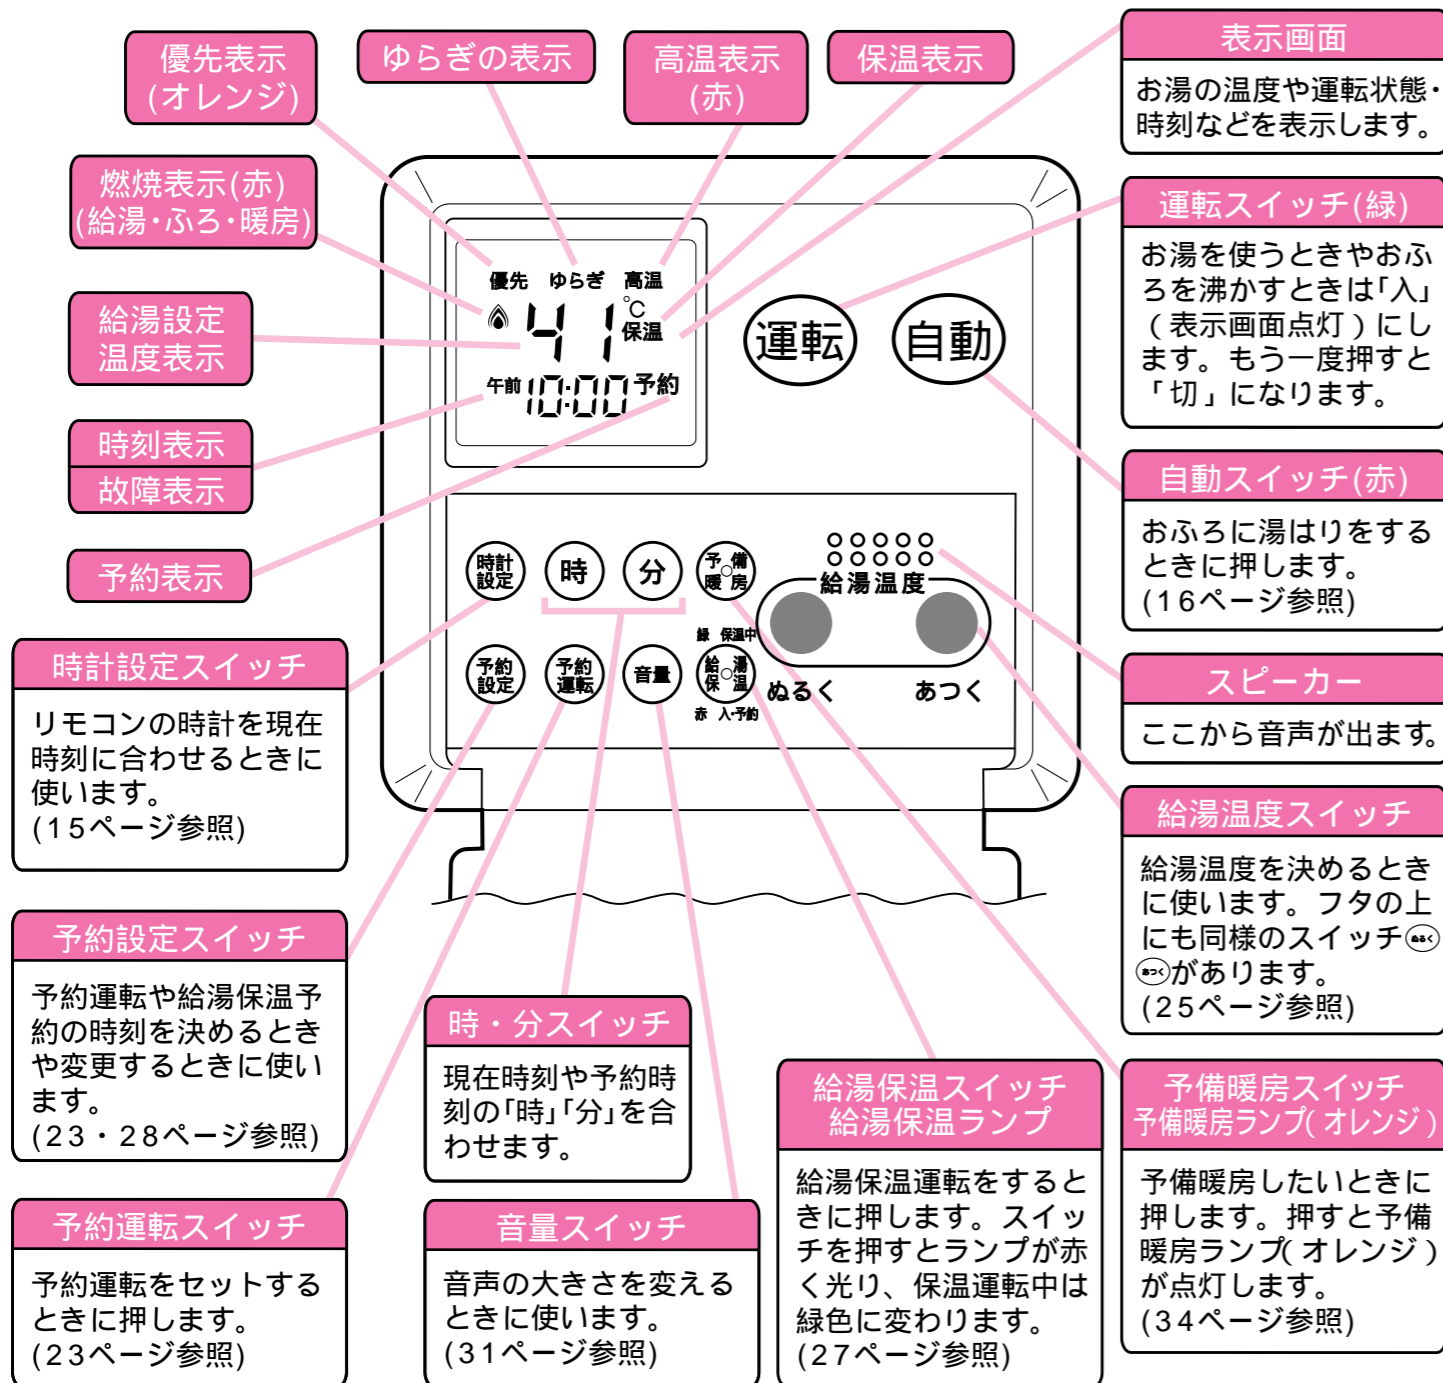 優先表示
(オレンジ)
ゆらぎの表示
高温表示
(赤)
保温表示
燃焼表示(赤)
(給湯・ふろ・暖房)
給湯設定
温度表示
時刻表示
故障表示
予約表示
優先 ゆらぎ 高温
41℃
保温
午前10:00予約
運転
自動
時計
設定
時
分
予備
暖房
給湯温度
予約
設定
予約
運転
音量
緑 保温中
給湯
保温
赤 入・予約
ぬるく
あつく
表示画面
お湯の温度や運転状態・
時刻などを表示します。
運転スイッチ(緑)
お湯を使うときやおふ
ろを沸かすときは「入」
(表示画面点灯)にし
ます。もう一度押すと
「切」になります。
自動スイッチ(赤)
おふろに湯はりをする
ときに押します。
(16ページ参照)
スピーカー
ここから音声が出ます。
給湯温度スイッチ
給湯温度を決めるとき
に使います。フタの上
にも同様のスイッチぬるく
あつくがあります。
(25ページ参照)
時計設定スイッチ
リモコンの時計を現在
時刻に合わせるときに
使います。
(15ページ参照)
予約設定スイッチ
予約運転や給湯保温予
約の時刻を決めるとき
や変更するときに使い
ます。
(23・28ページ参照)
予約運転スイッチ
予約運転をセットする
ときに押します。
(23ページ参照)
時・分スイッチ
現在時刻や予約時
刻の「時」「分」を合
わせます。
音量スイッチ
音声の大きさを変える
ときに使います。
(31ページ参照)
給湯保温スイッチ
給湯保温ランプ
給湯保温運転をすると
きに押します。スイッ
チを押すとランプが赤
く光り、保温運転中は
緑色に変わります。
(27ページ参照)
予備暖房スイッチ
予備暖房ランプ(オレンジ)
予備暖房したいときに
押します。押すと予備
暖房ランプ(オレンジ)
が点灯します。
(34ページ参照)